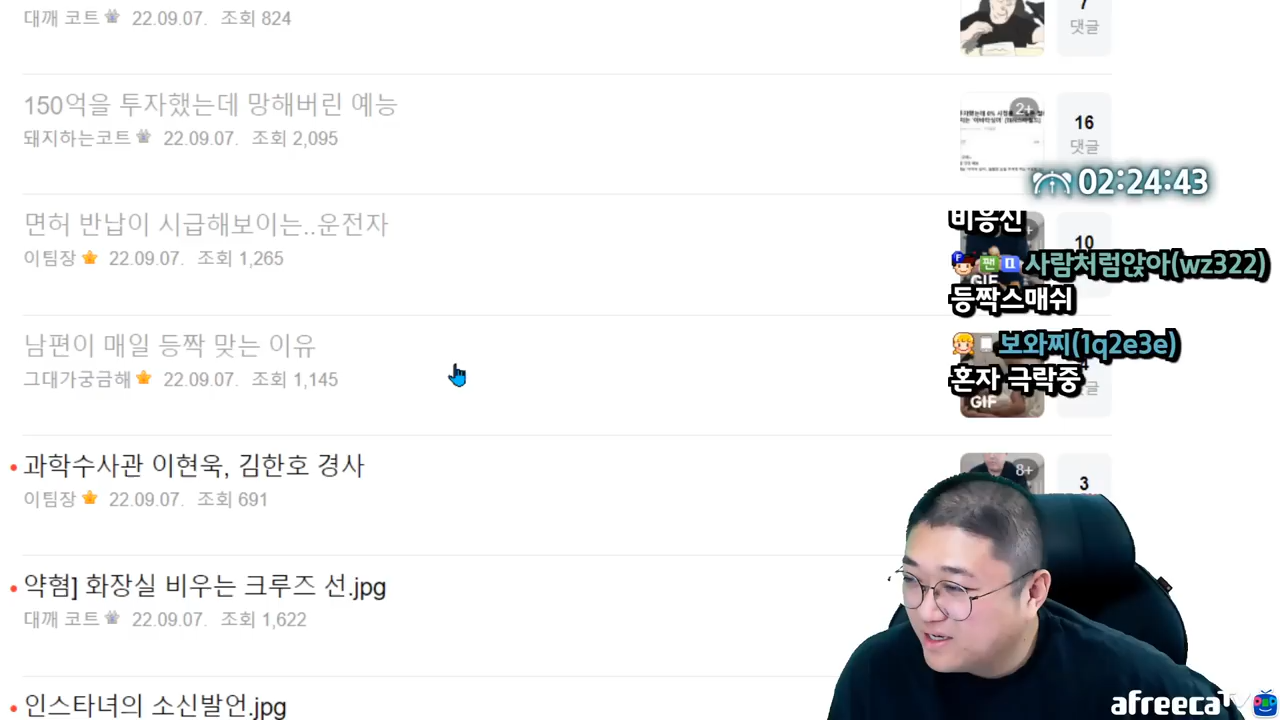 대깨 코트 22.09.07. 조회 824
7
댓글
150억을 투자했는데 망해버린 예능
돼지하는코트 22.09.07. 조회 2,095
2+
16
댓글
02:24:43
면허 반납이 시급해보이는..운전자
이팀장 22.09.07. 조회 1,265
10
GIF
비응신
팬
사람처럼앉아(wz322)
등짝스매쉬
남편이 매일 등짝 맞는 이유
그대가궁금해 22.09.07. 조회 1,145
GIF
보와찌(1q2e3e)
혼자 극락중
과학수사관 이현욱, 김한호 경사
이팀장 22.09.07. 조회 691
8+
3
약혐] 화장실 비우는 크루즈 선.jpg
대깨 코트 22.09.07. 조회 1,622
인스타녀의 소신발언.jpg
afreecaTV